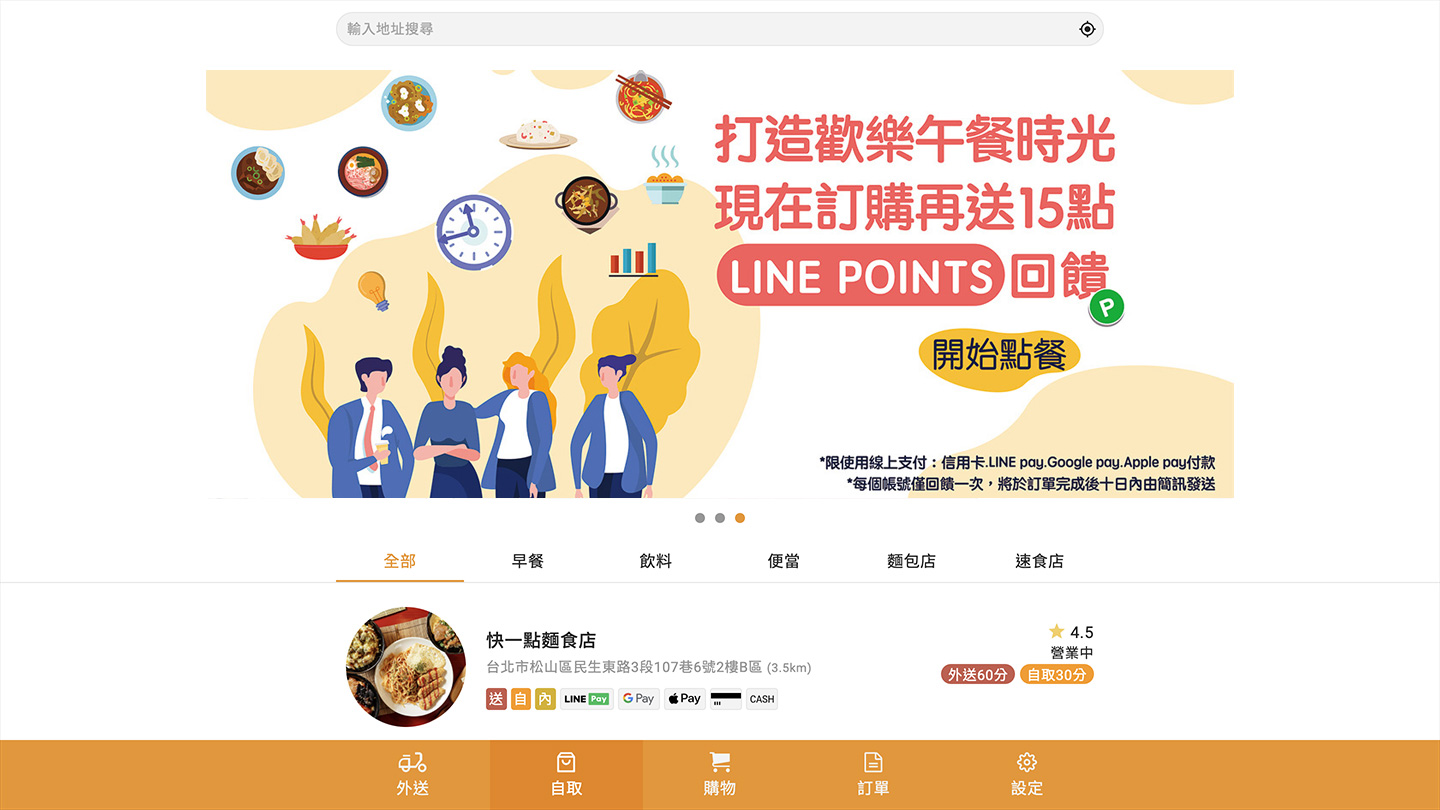 輸入地址搜尋
打造歡樂午餐時光
現在訂購再送15點
LINE POINTS 回饋
P
開始點餐
*限使用線上支付：信用卡.LINE pay.Google pay.Apple pay付款
*每個帳號僅回饋一次，將於訂單完成後十日內由簡訊發送
全部 早餐 飲料 便當 麵包店 速食店
快一點麵食店
4.5
台北市松山區民生東路3段107巷6號2樓B區 (3.5km)
營業中
外送60分 自取30分
送 自 內 LINE Pay G Pay Pay CASH
外送 自取 購物 訂單 設定